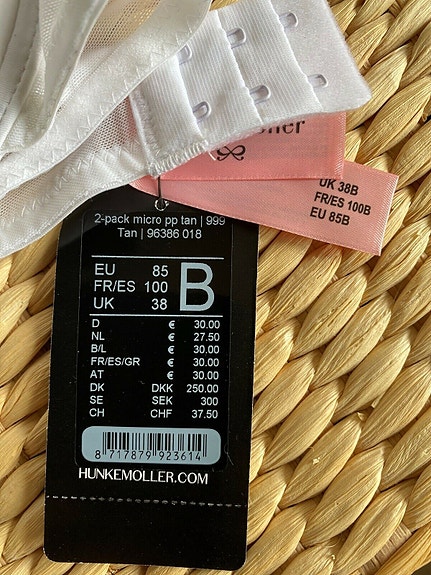 UK 38B
FR/ES 100B
EU 85B
2-pack micro pp tan | 999
Tan | 96386 018
EU 85 B
FR/ES 100
UK 38
D € 30.00
NL € 27.50
B/L € 30.00
FR/ES/GR € 30.00
AT € 30.00
DK DKK 250.00
SE SEK 300
CH CHF 37.50
8 717879 923614
HUNKEMOLLER.COM